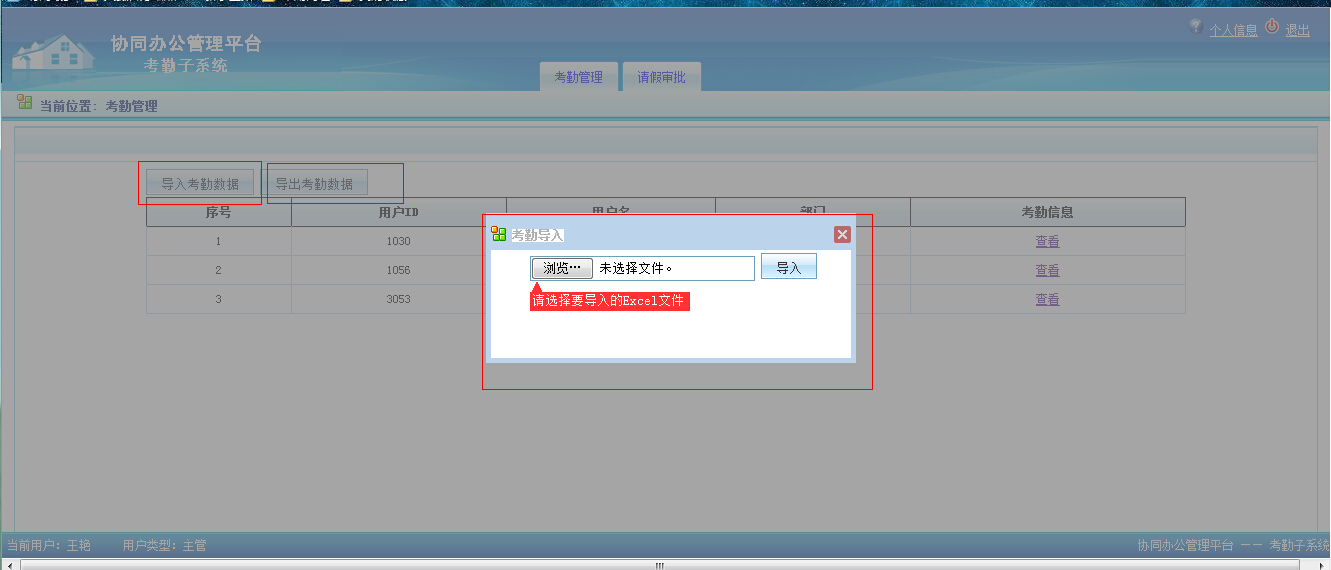 个人信息 退出
协同办公管理平台
考勤子系统
考勤管理 请假审批
当前位置：考勤管理
导入考勤数据 导出考勤数据
序号 用户ID 用户名 部门 考勤信息
1 1030 查看
2 1056 查看
3 3053 查看
考勤导入
浏览… 未选择文件。 导入
请选择要导入的Excel文件
当前用户：王艳 用户类型：主管 协同办公管理平台 —— 考勤子系统